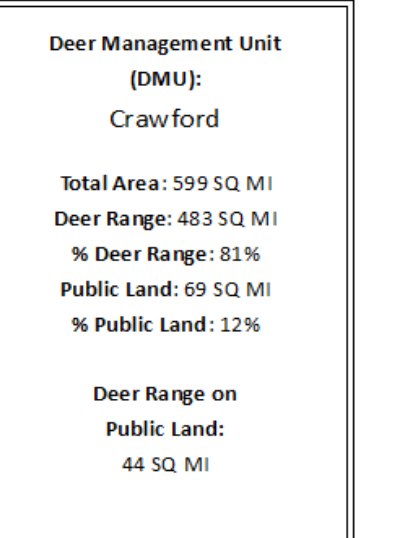 Deer Management Unit
(DMU):
Crawford
Total Area: 599 SQ MI
Deer Range: 483 SQ MI
% Deer Range: 81%
Public Land: 69 SQ MI
% Public Land: 12%
Deer Range on
Public Land:
44 SQ MI